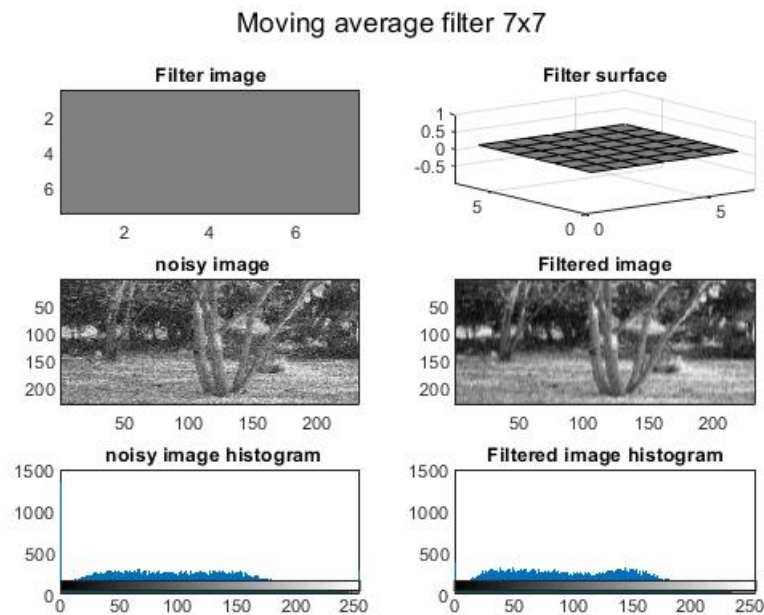 Moving average filter 7x7
Filter image
2
4
6
2 4 6
Filter surface
1
0.5
0
-0.5
5
0 0
5
noisy image
50
100
150
200
50 100 150 200
Filtered image
50
100
150
200
50 100 150 200
noisy image histogram
1500
1000
500
0
0 50 100 150 200 250
Filtered image histogram
1500
1000
500
0
0 50 100 150 200 250